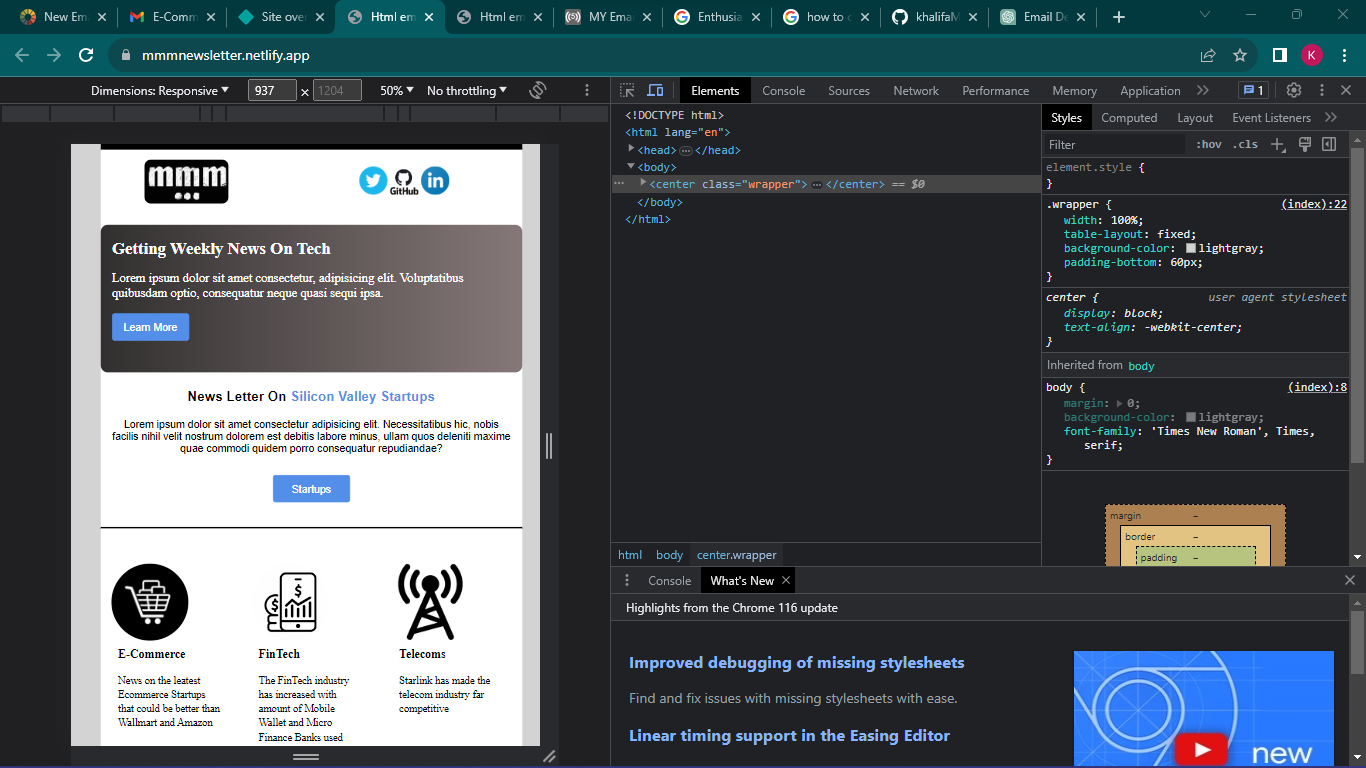 New Em
E-Comm
Site over
Html em
Html em
MY Emai
Enthusia
how to c
khalifaM
Email De
mmmnewsletter.netlify.app
K
Dimensions: Responsive
937 × 1204
50%
No throttling
Elements
Console
Sources
Network
Performance
Memory
Application
1
<!DOCTYPE html>
<html lang="en">
<head>…</head>
<body>
<center class="wrapper">…</center> == $0
</body>
</html>
html body center.wrapper
Styles
Computed
Layout
Event Listeners
Filter
:hov .cls
element.style {
}
.wrapper { (index):22
width: 100%;
table-layout: fixed;
background-color: lightgray;
padding-bottom: 60px;
}
center { user agent stylesheet
display: block;
text-align: -webkit-center;
}
Inherited from body
body { (index):8
margin: 0;
background-color: lightgray;
font-family: 'Times New Roman', Times,
serif;
}
margin -
border -
padding -
mmm
GitHub
in
Getting Weekly News On Tech
Lorem ipsum dolor sit amet consectetur, adipisicing elit. Voluptatibus
quibusdam optio, consequatur neque quasi sequi ipsa.
Learn More
News Letter On Silicon Valley Startups
Lorem ipsum dolor sit amet consectetur adipisicing elit. Necessitatibus hic, nobis
facilis nihil velit nostrum dolorem est debitis labore minus, ullam quos deleniti maxime
quae commodi quidem porro consequatur repudiandae?
Startups
E-Commerce
News on the leatest
Ecommerce Startups
that could be better than
Wallmart and Amazon
FinTech
The FinTech industry
has increased with
amount of Mobile
Wallet and Micro
Finance Banks used
Telecoms
Starlink has made the
telecom industry far
competitive
Console
What's New
Highlights from the Chrome 116 update
Improved debugging of missing stylesheets
Find and fix issues with missing stylesheets with ease.
Linear timing support in the Easing Editor
new